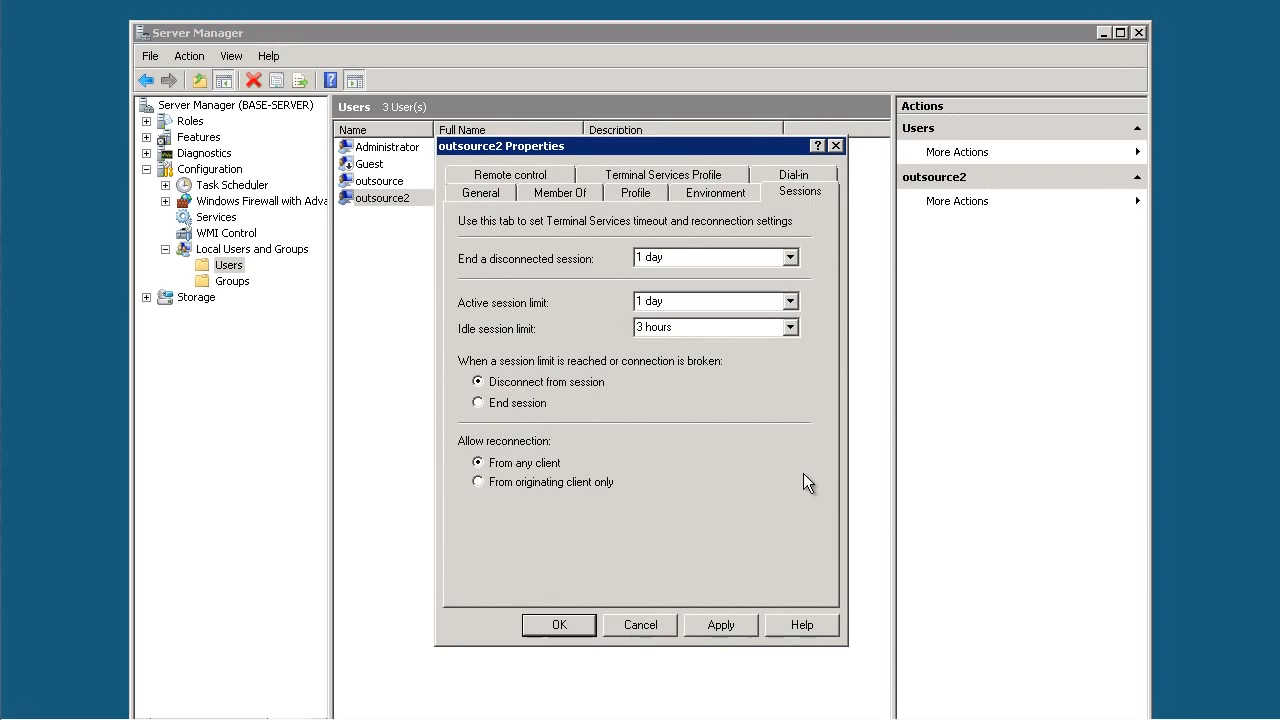 Server Manager
File Action View Help
Server Manager (BASE-SERVER)
Roles
Features
Diagnostics
Configuration
Task Scheduler
Windows Firewall with Adva
Services
WMI Control
Local Users and Groups
Users
Groups
Storage
Users 3 User(s)
Name Full Name Description
Administrator
Guest
outsource
outsource2
outsource2 Properties
Remote control Terminal Services Profile Dial-in
General Member Of Profile Environment Sessions
Use this tab to set Terminal Services timeout and reconnection settings
End a disconnected session: 1 day
Active session limit: 1 day
Idle session limit: 3 hours
When a session limit is reached or connection is broken:
Disconnect from session
End session
Allow reconnection:
From any client
From originating client only
OK Cancel Apply Help
Actions
Users
More Actions
outsource2
More Actions